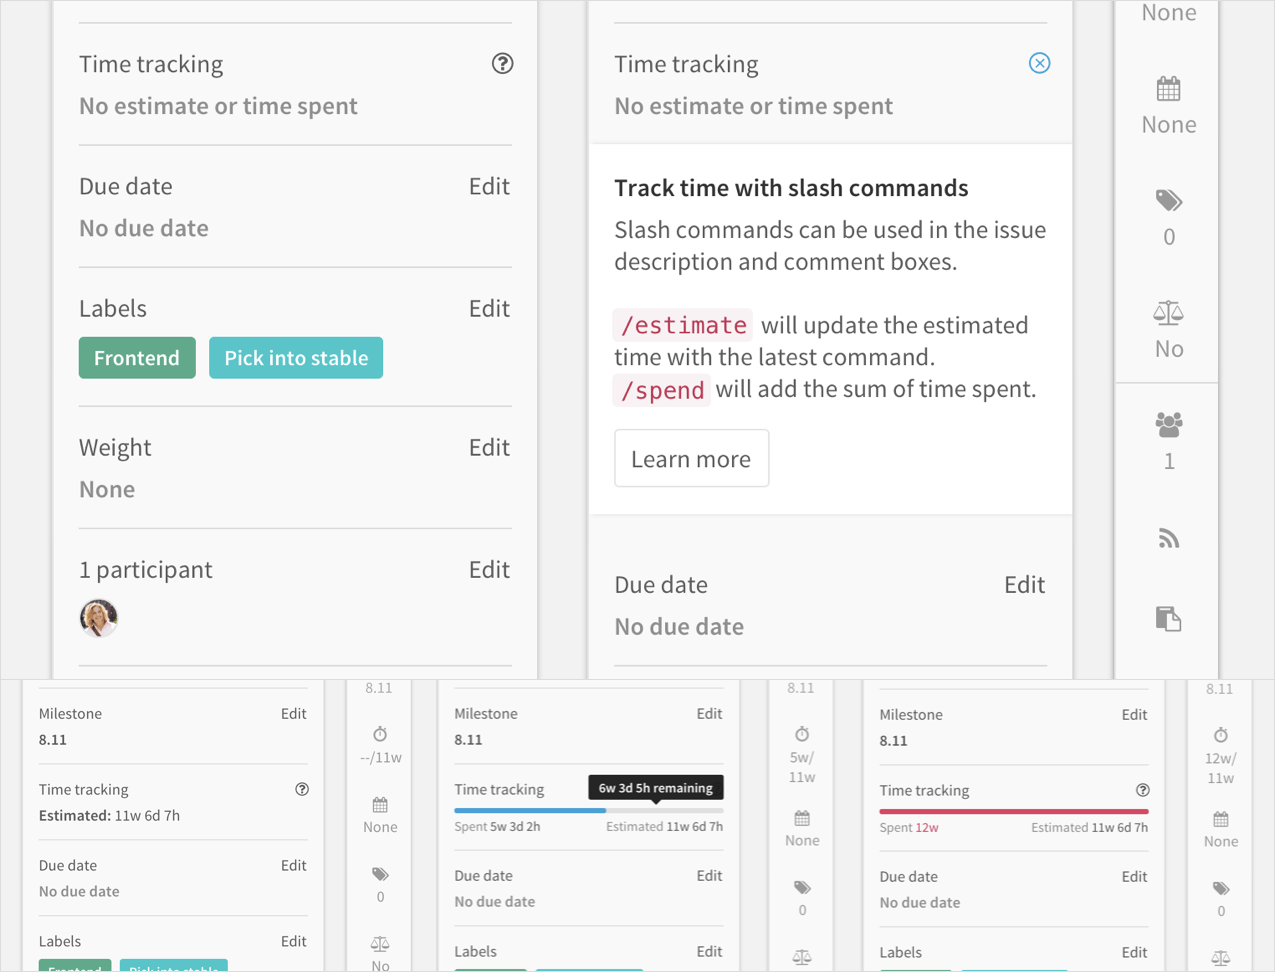 Time tracking
No estimate or time spent
Due date Edit
No due date
Labels Edit
Frontend Pick into stable
Weight Edit
None
1 participant Edit
Time tracking
No estimate or time spent
Track time with slash commands
Slash commands can be used in the issue
description and comment boxes.
/estimate will update the estimated
time with the latest command.
/spend will add the sum of time spent.
Learn more
Due date Edit
No due date
None
None
0
No
1
Milestone Edit
8.11
Time tracking
Estimated: 11w 6d 7h
Due date Edit
No due date
Labels Edit
Frontend Pick into stable
8.11
--/11w
None
0
No
Milestone Edit
8.11
Time tracking
6w 3d 5h remaining
Spent 5w 3d 2h Estimated 11w 6d 7h
Due date Edit
No due date
Labels Edit
8.11
5w/
11w
None
0
Milestone Edit
8.11
Time tracking
Spent 12w Estimated 11w 6d 7h
Due date Edit
No due date
Labels Edit
8.11
12w/
11w
None
0